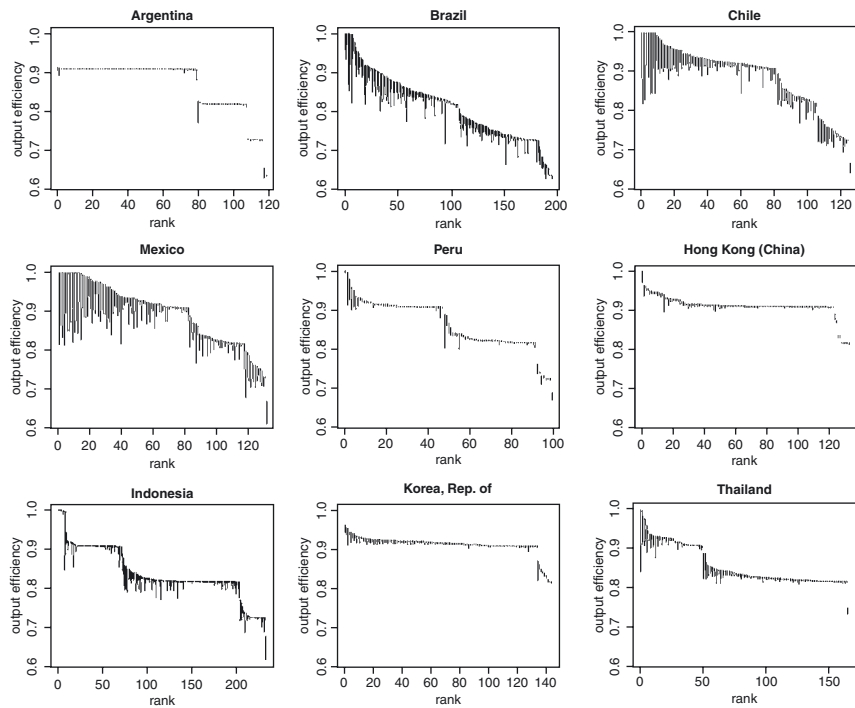 Argentina
output efficiency
0.6 0.7 0.8 0.9 1.0
0 20 40 60 80 100 120
rank
Brazil
output efficiency
0.6 0.7 0.8 0.9 1.0
0 50 100 150 200
rank
Chile
output efficiency
0.6 0.7 0.8 0.9 1.0
0 20 40 60 80 100 120
rank
Mexico
output efficiency
0.6 0.7 0.8 0.9 1.0
0 20 40 60 80 100 120
rank
Peru
output efficiency
0.6 0.7 0.8 0.9 1.0
0 20 40 60 80 100
rank
Hong Kong (China)
output efficiency
0.6 0.7 0.8 0.9 1.0
0 20 40 60 80 100 120
rank
Indonesia
output efficiency
0.6 0.7 0.8 0.9 1.0
0 50 100 150 200
rank
Korea, Rep. of
output efficiency
0.6 0.7 0.8 0.9 1.0
0 20 40 60 80 100 120 140
rank
Thailand
output efficiency
0.6 0.7 0.8 0.9 1.0
0 50 100 150
rank